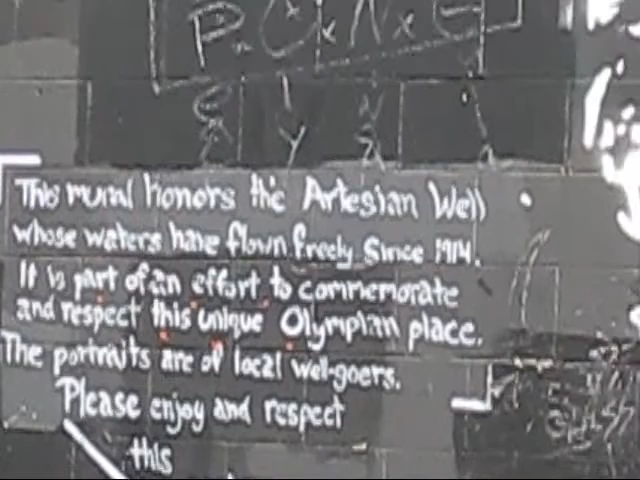 P.C.N.G
This mural honors the Artesian Well
whose waters have flown freely since 1914.
It is part of an effort to commemorate
and respect this unique Olympian place.
The portraits are of local well-goers.
Please enjoy and respect
this